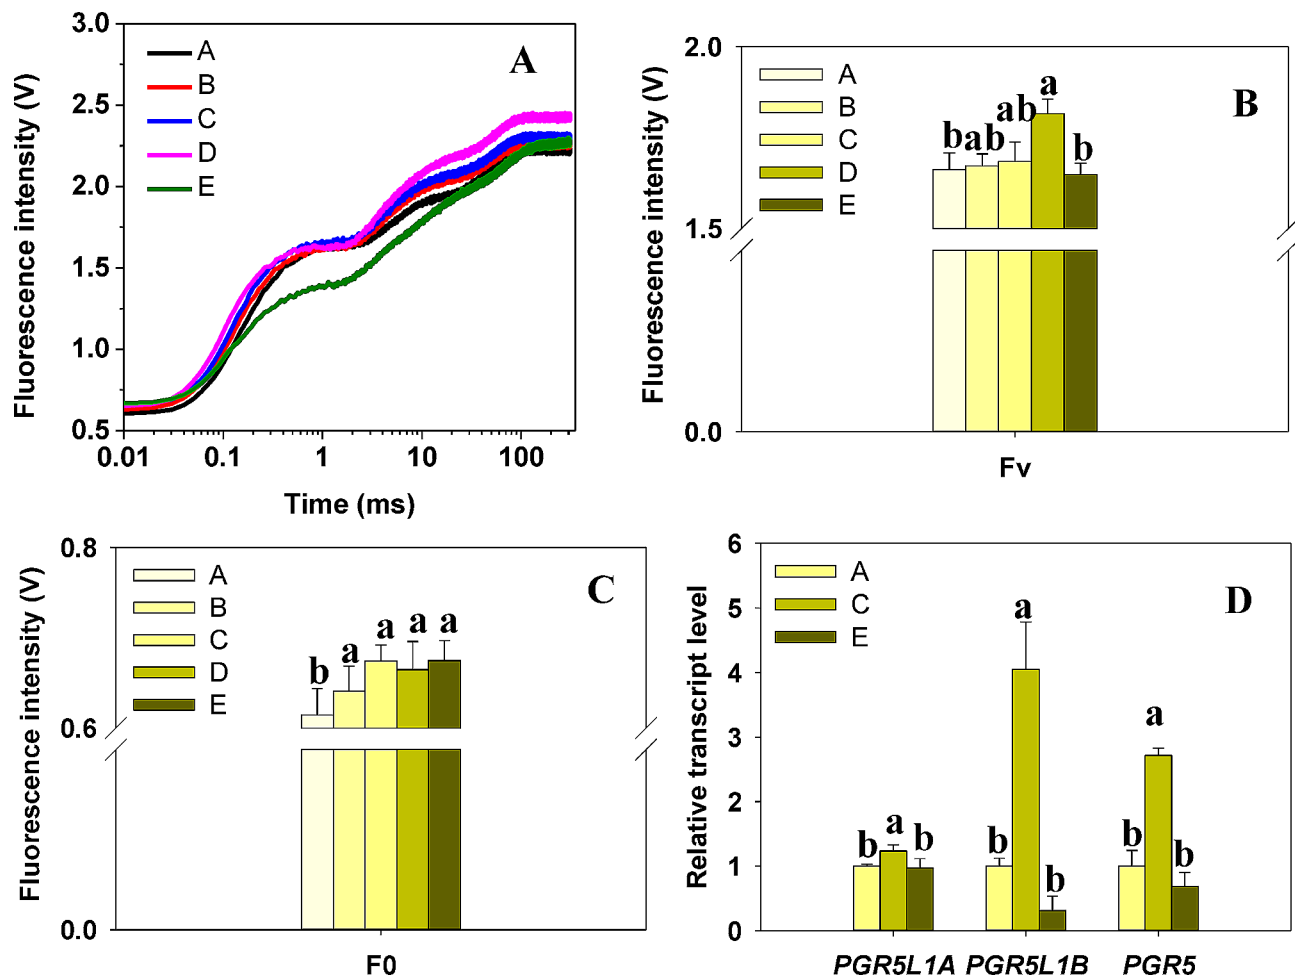 3.0
2.5
2.0
1.5
1.0
0.5
Fluorescence intensity (V)
A
B
C
D
E
A
0.01 0.1 1 10 100
Time (ms)
2.0
1.5
0.0
Fluorescence intensity (V)
A
B
C
D
E
B
b ab ab a b
Fv
0.8
0.6
0.0
Fluorescence intensity (V)
A
B
C
D
E
C
b a a a a
F0
6
5
4
3
2
1
0
Relative transcript level
A
C
E
D
b a b
b a b
b a b
PGR5L1A PGR5L1B PGR5